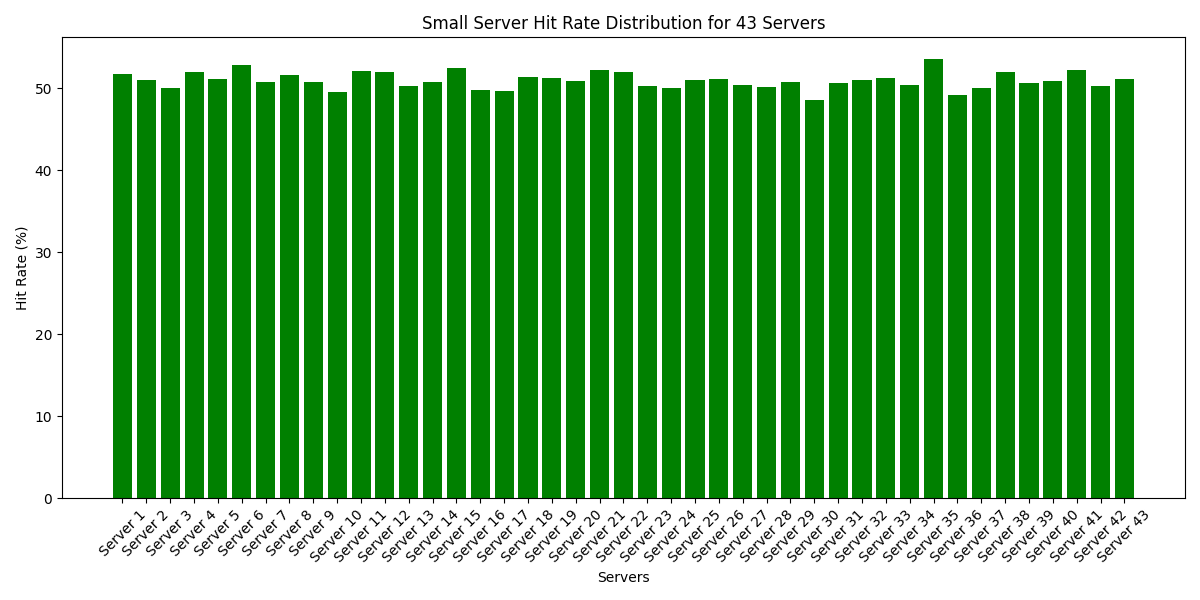 Small Server Hit Rate Distribution for 43 Servers
Hit Rate (%)
50
40
30
20
10
0
Server 1
Server 2
Server 3
Server 4
Server 5
Server 6
Server 7
Server 8
Server 9
Server 10
Server 11
Server 12
Server 13
Server 14
Server 15
Server 16
Server 17
Server 18
Server 19
Server 20
Server 21
Server 22
Server 23
Server 24
Server 25
Server 26
Server 27
Server 28
Server 29
Server 30
Server 31
Server 32
Server 33
Server 34
Server 35
Server 36
Server 37
Server 38
Server 39
Server 40
Server 41
Server 42
Server 43
Servers